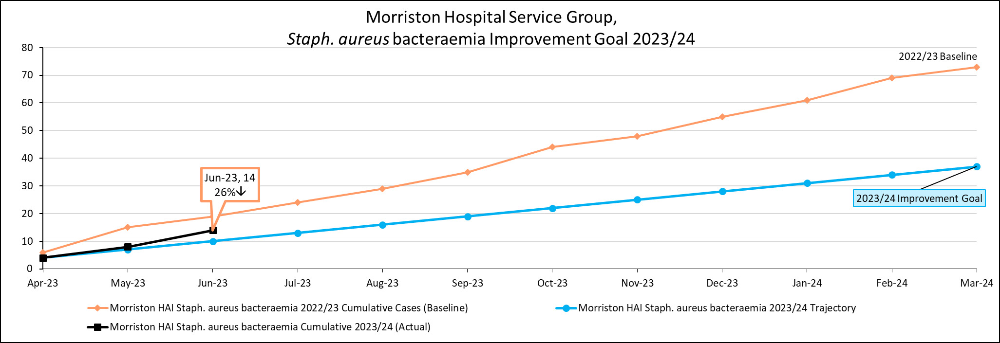 Morriston Hospital Service Group,
Staph. aureus bacteraemia Improvement Goal 2023/24
80
70
60
50
40
30
20
10
0
2022/23 Baseline
Jun-23, 14
26%↓
2023/24 Improvement Goal
Apr-23 May-23 Jun-23 Jul-23 Aug-23 Sep-23 Oct-23 Nov-23 Dec-23 Jan-24 Feb-24 Mar-24
Morriston HAI Staph. aureus bacteraemia 2022/23 Cumulative Cases (Baseline)
Morriston HAI Staph. aureus bacteraemia 2023/24 Trajectory
Morriston HAI Staph. aureus bacteraemia Cumulative 2023/24 (Actual)